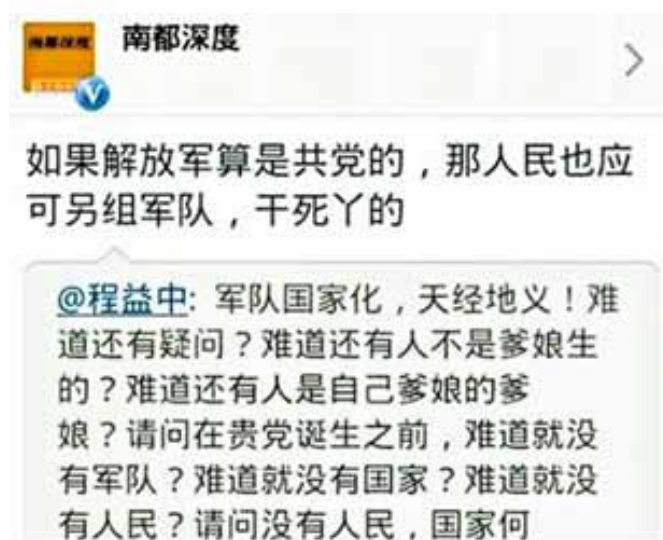 南都深度
南都深度
V
如果解放军算是共党的，那人民也应
可另组军队，干死丫的
@程益中: 军队国家化，天经地义！难
道还有疑问？难道还有人不是爹娘生
的？难道还有人是自己爹娘的爹
娘？请问在贵党诞生之前，难道就没
有军队？难道就没有国家？难道就没
有人民？请问没有人民，国家何